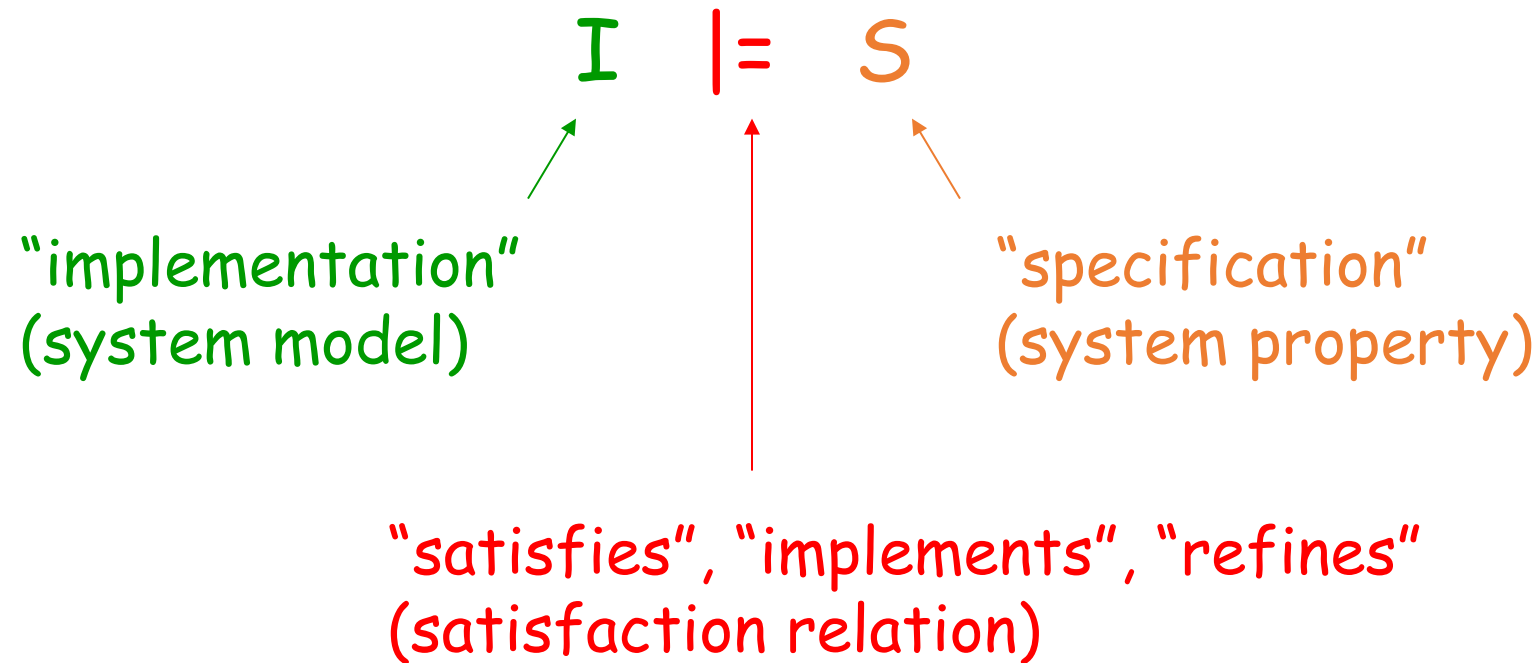 I |= S
“implementation”
(system model)
“specification”
(system property)
“satisfies”, “implements”, “refines”
(satisfaction relation)